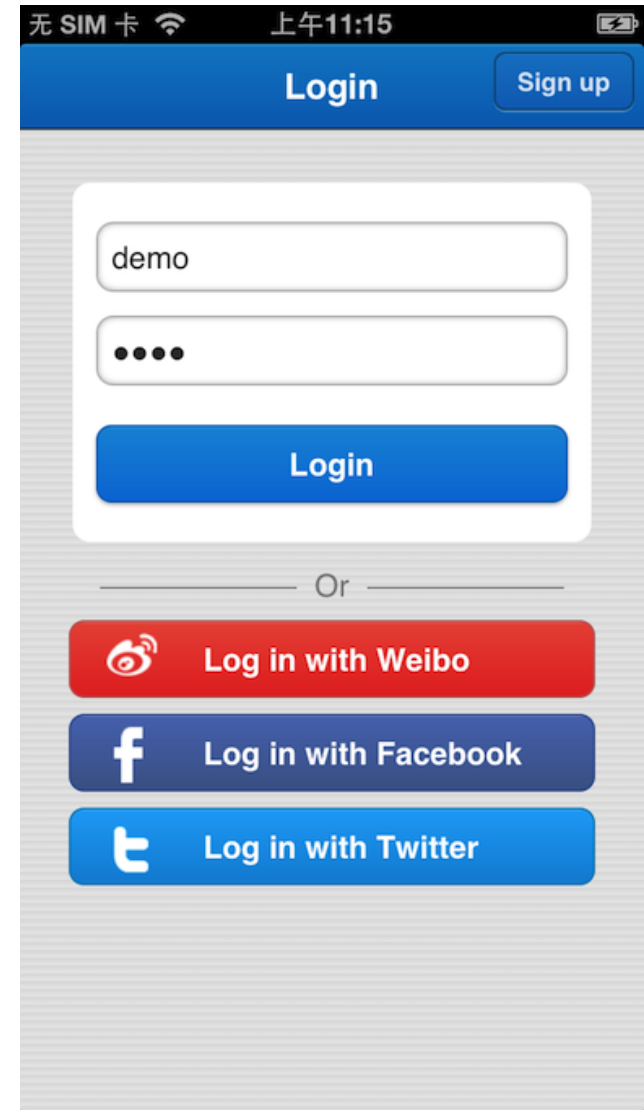 无 SIM 卡 上午11:15
Login Sign up
demo
••••
Login
Or
Log in with Weibo
Log in with Facebook
Log in with Twitter